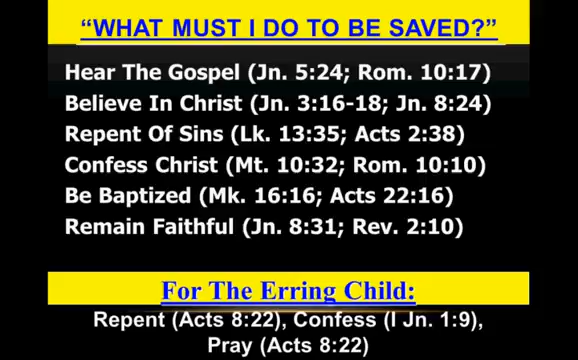 “WHAT MUST I DO TO BE SAVED?”
Hear The Gospel (Jn. 5:24; Rom. 10:17)
Believe In Christ (Jn. 3:16-18; Jn. 8:24)
Repent Of Sins (Lk. 13:35; Acts 2:38)
Confess Christ (Mt. 10:32; Rom. 10:10)
Be Baptized (Mk. 16:16; Acts 22:16)
Remain Faithful (Jn. 8:31; Rev. 2:10)
For The Erring Child:
Repent (Acts 8:22), Confess (I Jn. 1:9),
Pray (Acts 8:22)